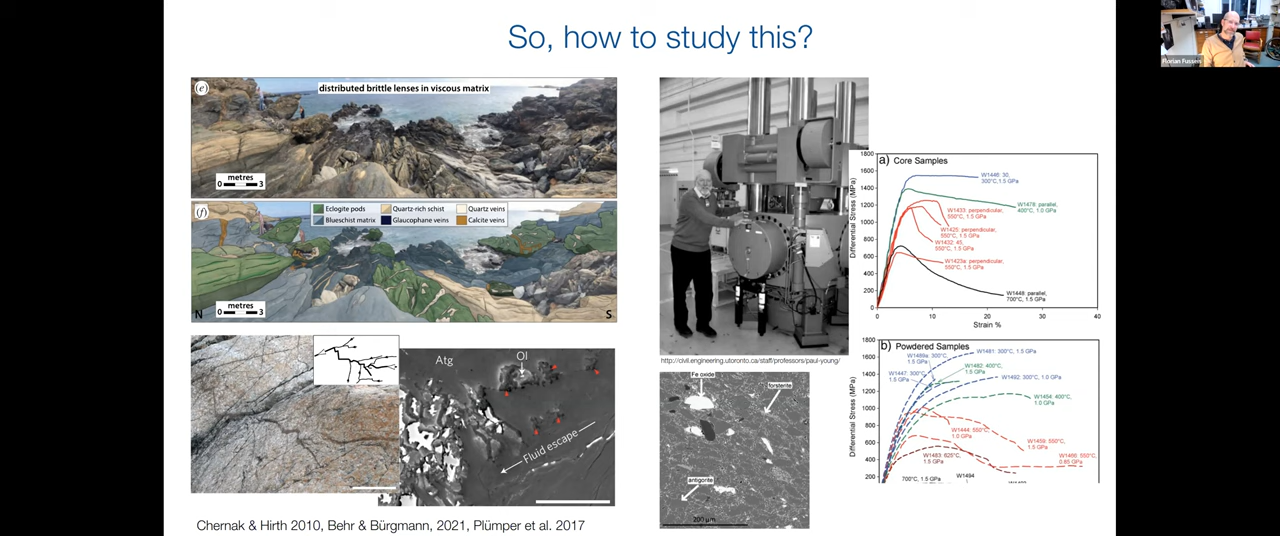 So, how to study this?
Florian Fusseis
(e)
distributed brittle lenses in viscous matrix
metres
0 3
(f)
Eclogite pods
Quartz-rich schist
Quartz veins
Blueschist matrix
Glaucophane veins
Calcite veins
metres
0 3
N
S
Atg
Ol
Fluid escape
Chernak & Hirth 2010, Behr & Bürgmann, 2021, Plümper et al. 2017
http://civil.engineering.utoronto.ca/staff/professors/paul-young/
Fe oxide
forsterite
antigorite
200 µm
a) Core Samples
Differential Stress (MPa)
1800
1600
1400
1200
1000
800
600
400
200
0
W1446: 30,
300°C, 1.5 GPa
W1478: parallel,
400°C, 1.0 GPa
W1433: perpendicular,
550°C, 1.5 GPa
W1425: perpendicular,
550°C, 1.5 GPa
W1432: 45,
550°C, 1.5 GPa
W1423a: perpendicular,
550°C, 1.5 GPa
W1448: parallel,
700°C, 1.5 GPa
0 10 20 30 40
Strain %
b) Powdered Samples
Differential Stress (MPa)
1800
1600
1400
1200
1000
800
600
400
200
W1481: 300°C, 1.5 GPa
W1489a: 300°C,
1.5 GPa
W1482: 400°C,
1.5 GPa
W1447: 300°C,
1.5 GPa
W1492: 300°C, 1.0 GPa
W1454: 400°C,
1.0 GPa
W1444: 550°C,
1.0 GPa
W1459: 550°C,
1.5 GPa
W1483: 625°C,
1.5 GPa
W1466: 550°C,
0.85 GPa
700°C, 1.5 GPa
W1494